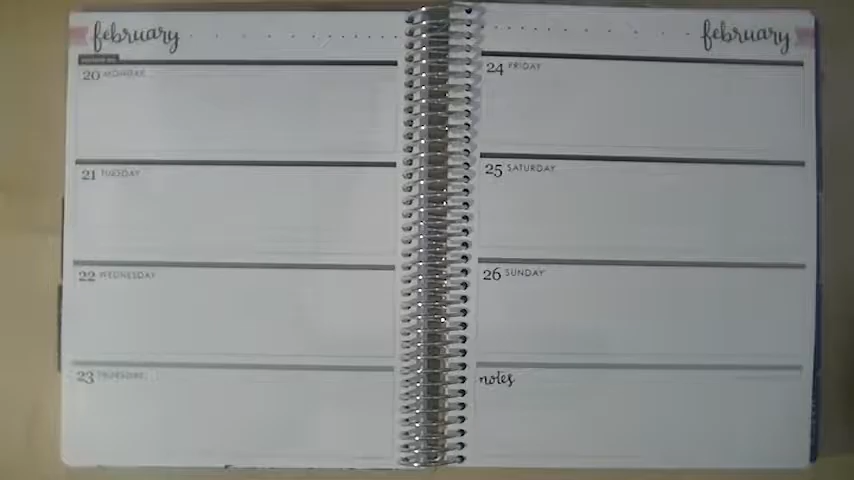 february
20 MONDAY
21 TUESDAY
22 WEDNESDAY
23 THURSDAY
february
24 FRIDAY
25 SATURDAY
26 SUNDAY
notes